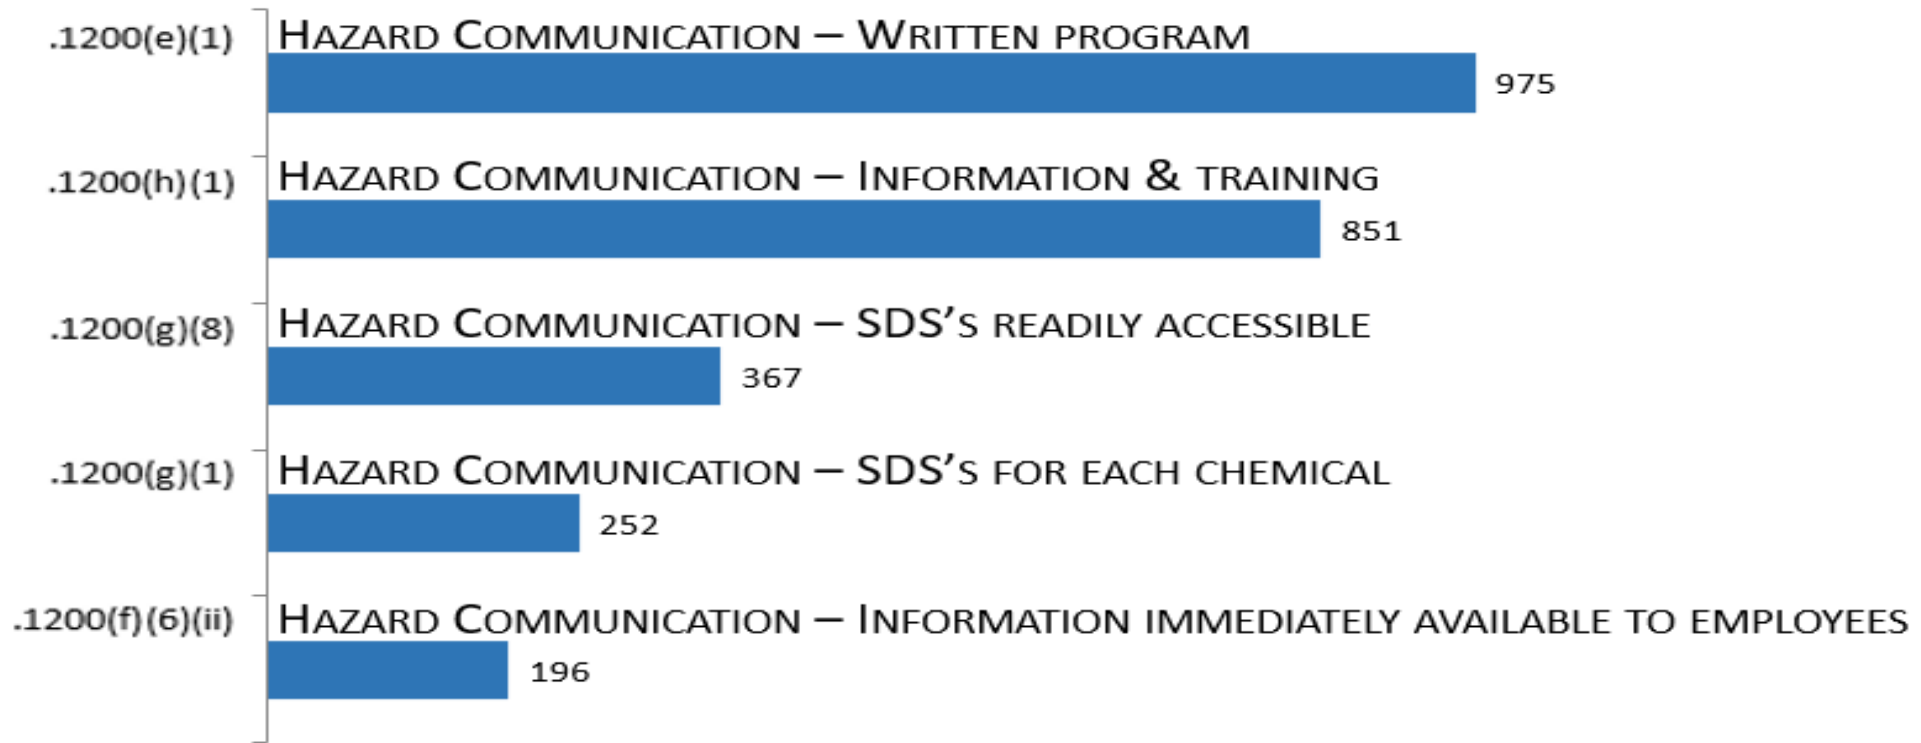 .1200(e)(1) HAZARD COMMUNICATION – WRITTEN PROGRAM
975
.1200(h)(1) HAZARD COMMUNICATION – INFORMATION & TRAINING
851
.1200(g)(8) HAZARD COMMUNICATION – SDS'S READILY ACCESSIBLE
367
.1200(g)(1) HAZARD COMMUNICATION – SDS'S FOR EACH CHEMICAL
252
.1200(f)(6)(ii) HAZARD COMMUNICATION – INFORMATION IMMEDIATELY AVAILABLE TO EMPLOYEES
196